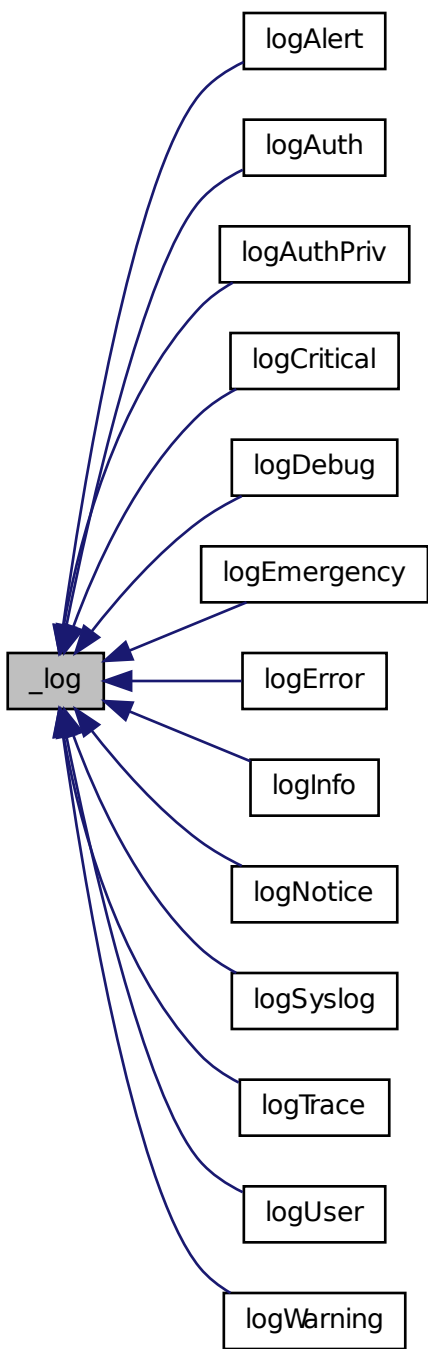 logAlert
logAuth
logAuthPriv
logCritical
logDebug
logEmergency
_log
logError
logInfo
logNotice
logSyslog
logTrace
logUser
logWarning